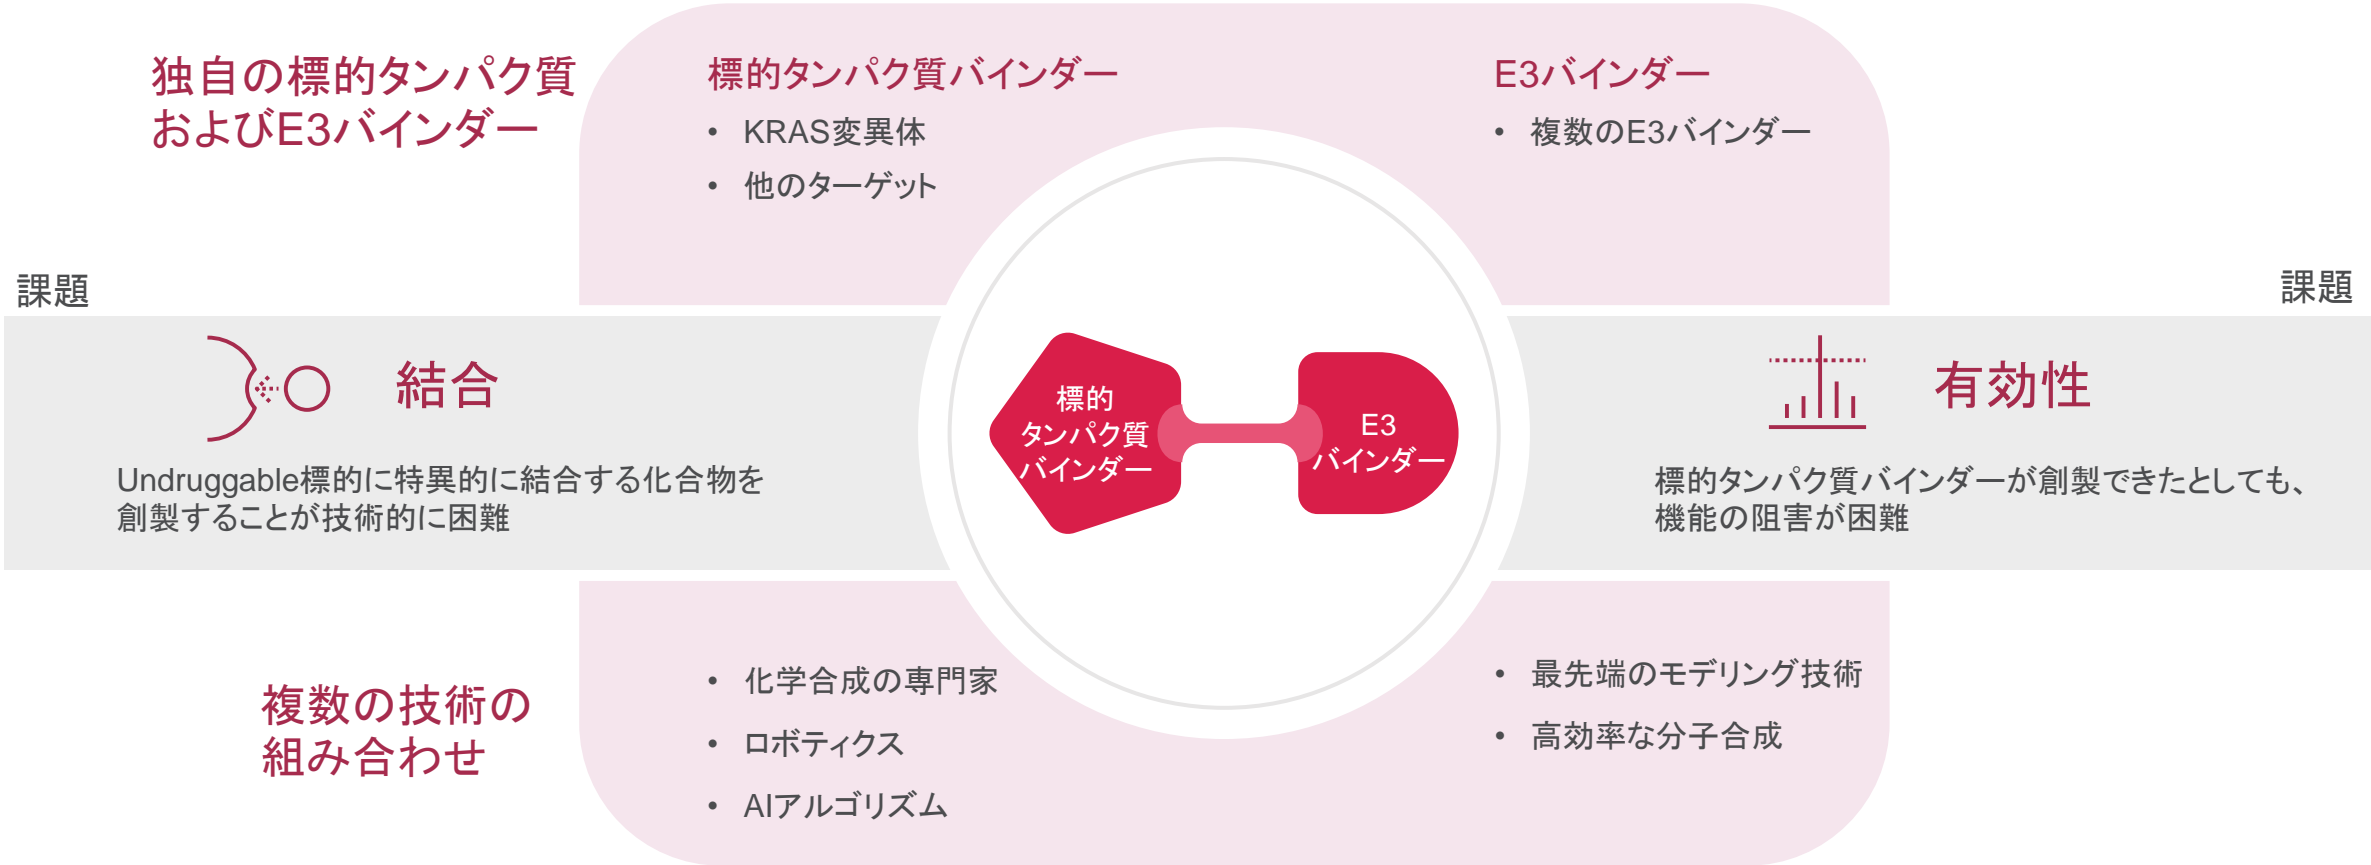 独自の標的タンパク質
およびE3バインダー
標的タンパク質バインダー
• KRAS変異体
• 他のターゲット
E3バインダー
• 複数のE3バインダー
課題
結合
Undruggable標的に特異的に結合する化合物を
創製することが技術的に困難
標的
タンパク質
バインダー
E3
バインダー
課題
有効性
標的タンパク質バインダーが創製できたとしても、
機能の阻害が困難
複数の技術の
組み合わせ
• 化学合成の専門家
• ロボティクス
• AIアルゴリズム
• 最先端のモデリング技術
• 高効率な分子合成